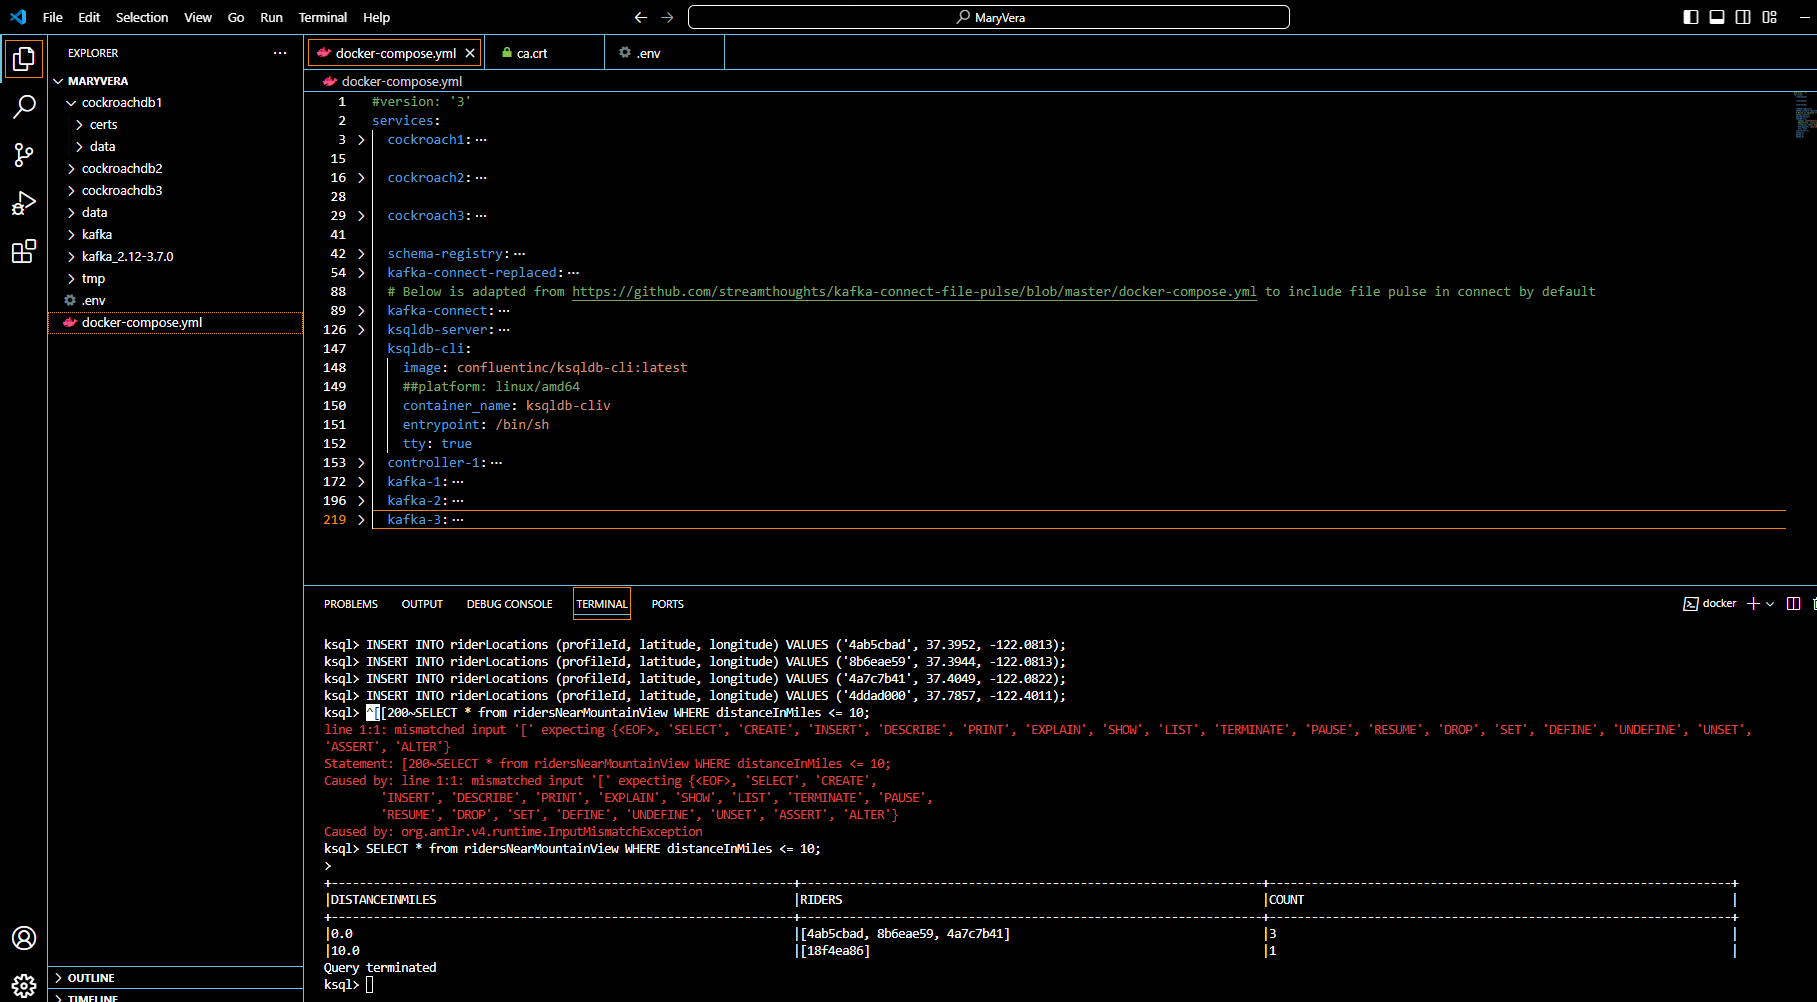 File Edit Selection View Go Run Terminal Help
MaryVera
EXPLORER
MARYVERA
cockroachdb1
certs
data
cockroachdb2
cockroachdb3
data
kafka
kafka_2.12-3.7.0
tmp
.env
docker-compose.yml
OUTLINE
TIMELINE
docker-compose.yml ca.crt .env
docker-compose.yml
1 #version: '3'
2 services:
3 cockroach1:···
15
16 cockroach2:···
28
29 cockroach3:···
41
42 schema-registry:···
54 kafka-connect-replaced:···
88 # Below is adapted from https://github.com/streamthoughts/kafka-connect-file-pulse/blob/master/docker-compose.yml to include file pulse in connect by default
89 kafka-connect:···
126 ksqldb-server:···
147 ksqldb-cli:
148 image: confluentinc/ksqldb-cli:latest
149 ##platform: linux/amd64
150 container_name: ksqldb-cliv
151 entrypoint: /bin/sh
152 tty: true
153 controller-1:···
172 kafka-1:···
196 kafka-2:···
219 kafka-3:···
PROBLEMS OUTPUT DEBUG CONSOLE TERMINAL PORTS
docker
ksql> INSERT INTO riderLocations (profileId, latitude, longitude) VALUES ('4ab5cbad', 37.3952, -122.0813);
ksql> INSERT INTO riderLocations (profileId, latitude, longitude) VALUES ('8b6eae59', 37.3944, -122.0813);
ksql> INSERT INTO riderLocations (profileId, latitude, longitude) VALUES ('4a7c7b41', 37.4049, -122.0822);
ksql> INSERT INTO riderLocations (profileId, latitude, longitude) VALUES ('4ddad000', 37.7857, -122.4011);
ksql> ^[[200~SELECT * from ridersNearMountainView WHERE distanceInMiles <= 10;
line 1:1: mismatched input '[' expecting {<EOF>, 'SELECT', 'CREATE', 'INSERT', 'DESCRIBE', 'PRINT', 'EXPLAIN', 'SHOW', 'LIST', 'TERMINATE', 'PAUSE', 'RESUME', 'DROP', 'SET', 'DEFINE', 'UNDEFINE', 'UNSET',
'ASSERT', 'ALTER'}
Statement: [200~SELECT * from ridersNearMountainView WHERE distanceInMiles <= 10;
Caused by: line 1:1: mismatched input '[' expecting {<EOF>, 'SELECT', 'CREATE',
'INSERT', 'DESCRIBE', 'PRINT', 'EXPLAIN', 'SHOW', 'LIST', 'TERMINATE', 'PAUSE',
'RESUME', 'DROP', 'SET', 'DEFINE', 'UNDEFINE', 'UNSET', 'ASSERT', 'ALTER'}
Caused by: org.antlr.v4.runtime.InputMismatchException
ksql> SELECT * from ridersNearMountainView WHERE distanceInMiles <= 10;
>
|DISTANCEINMILES |RIDERS |COUNT |
|0.0 |[4ab5cbad, 8b6eae59, 4a7c7b41] |3 |
|10.0 |[18f4ea86] |1 |
Query terminated
ksql>